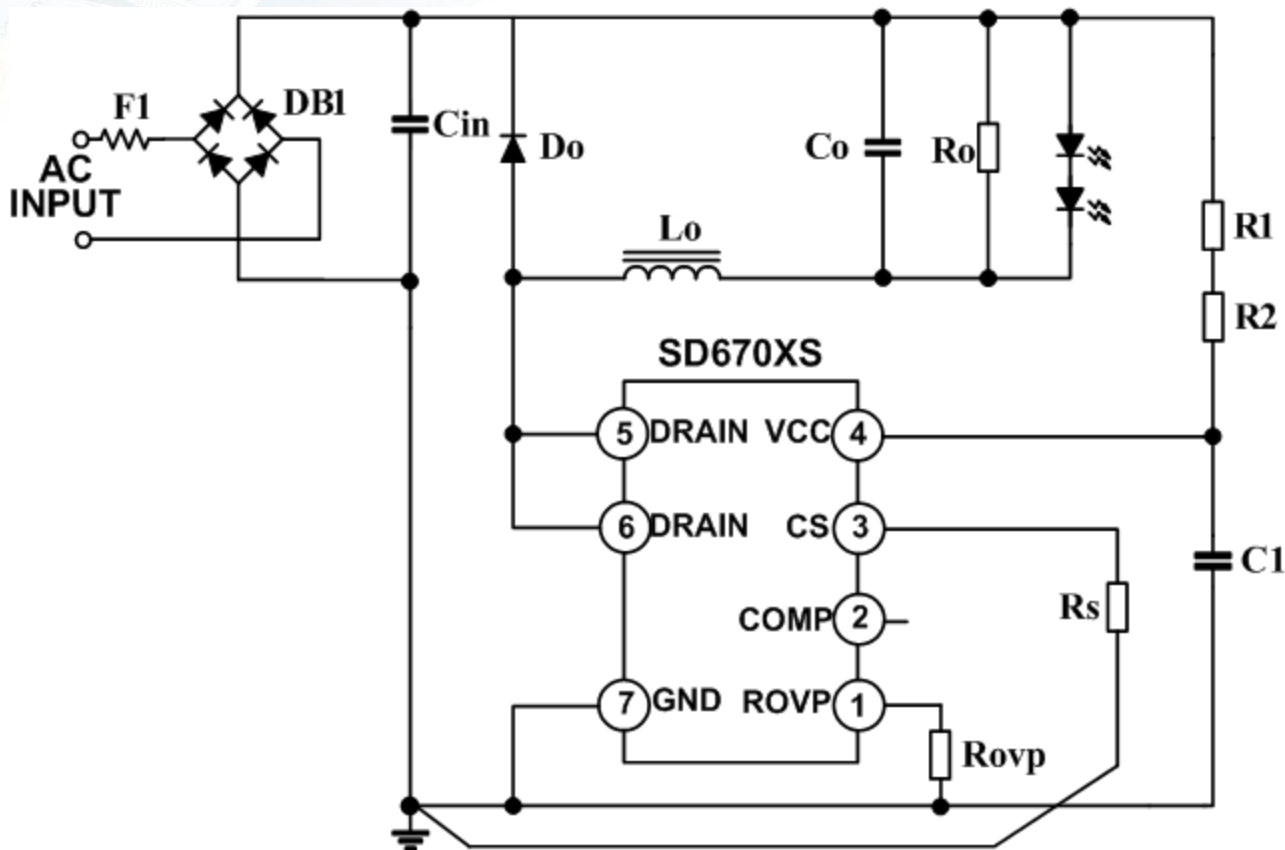 F1
DB1
Cin
Do
Co
Ro
AC
INPUT
Lo
R1
R2
SD670XS
5 DRAIN VCC 4
6 DRAIN CS 3
C1
Rs
COMP 2
7 GND ROVP 1
Rovp